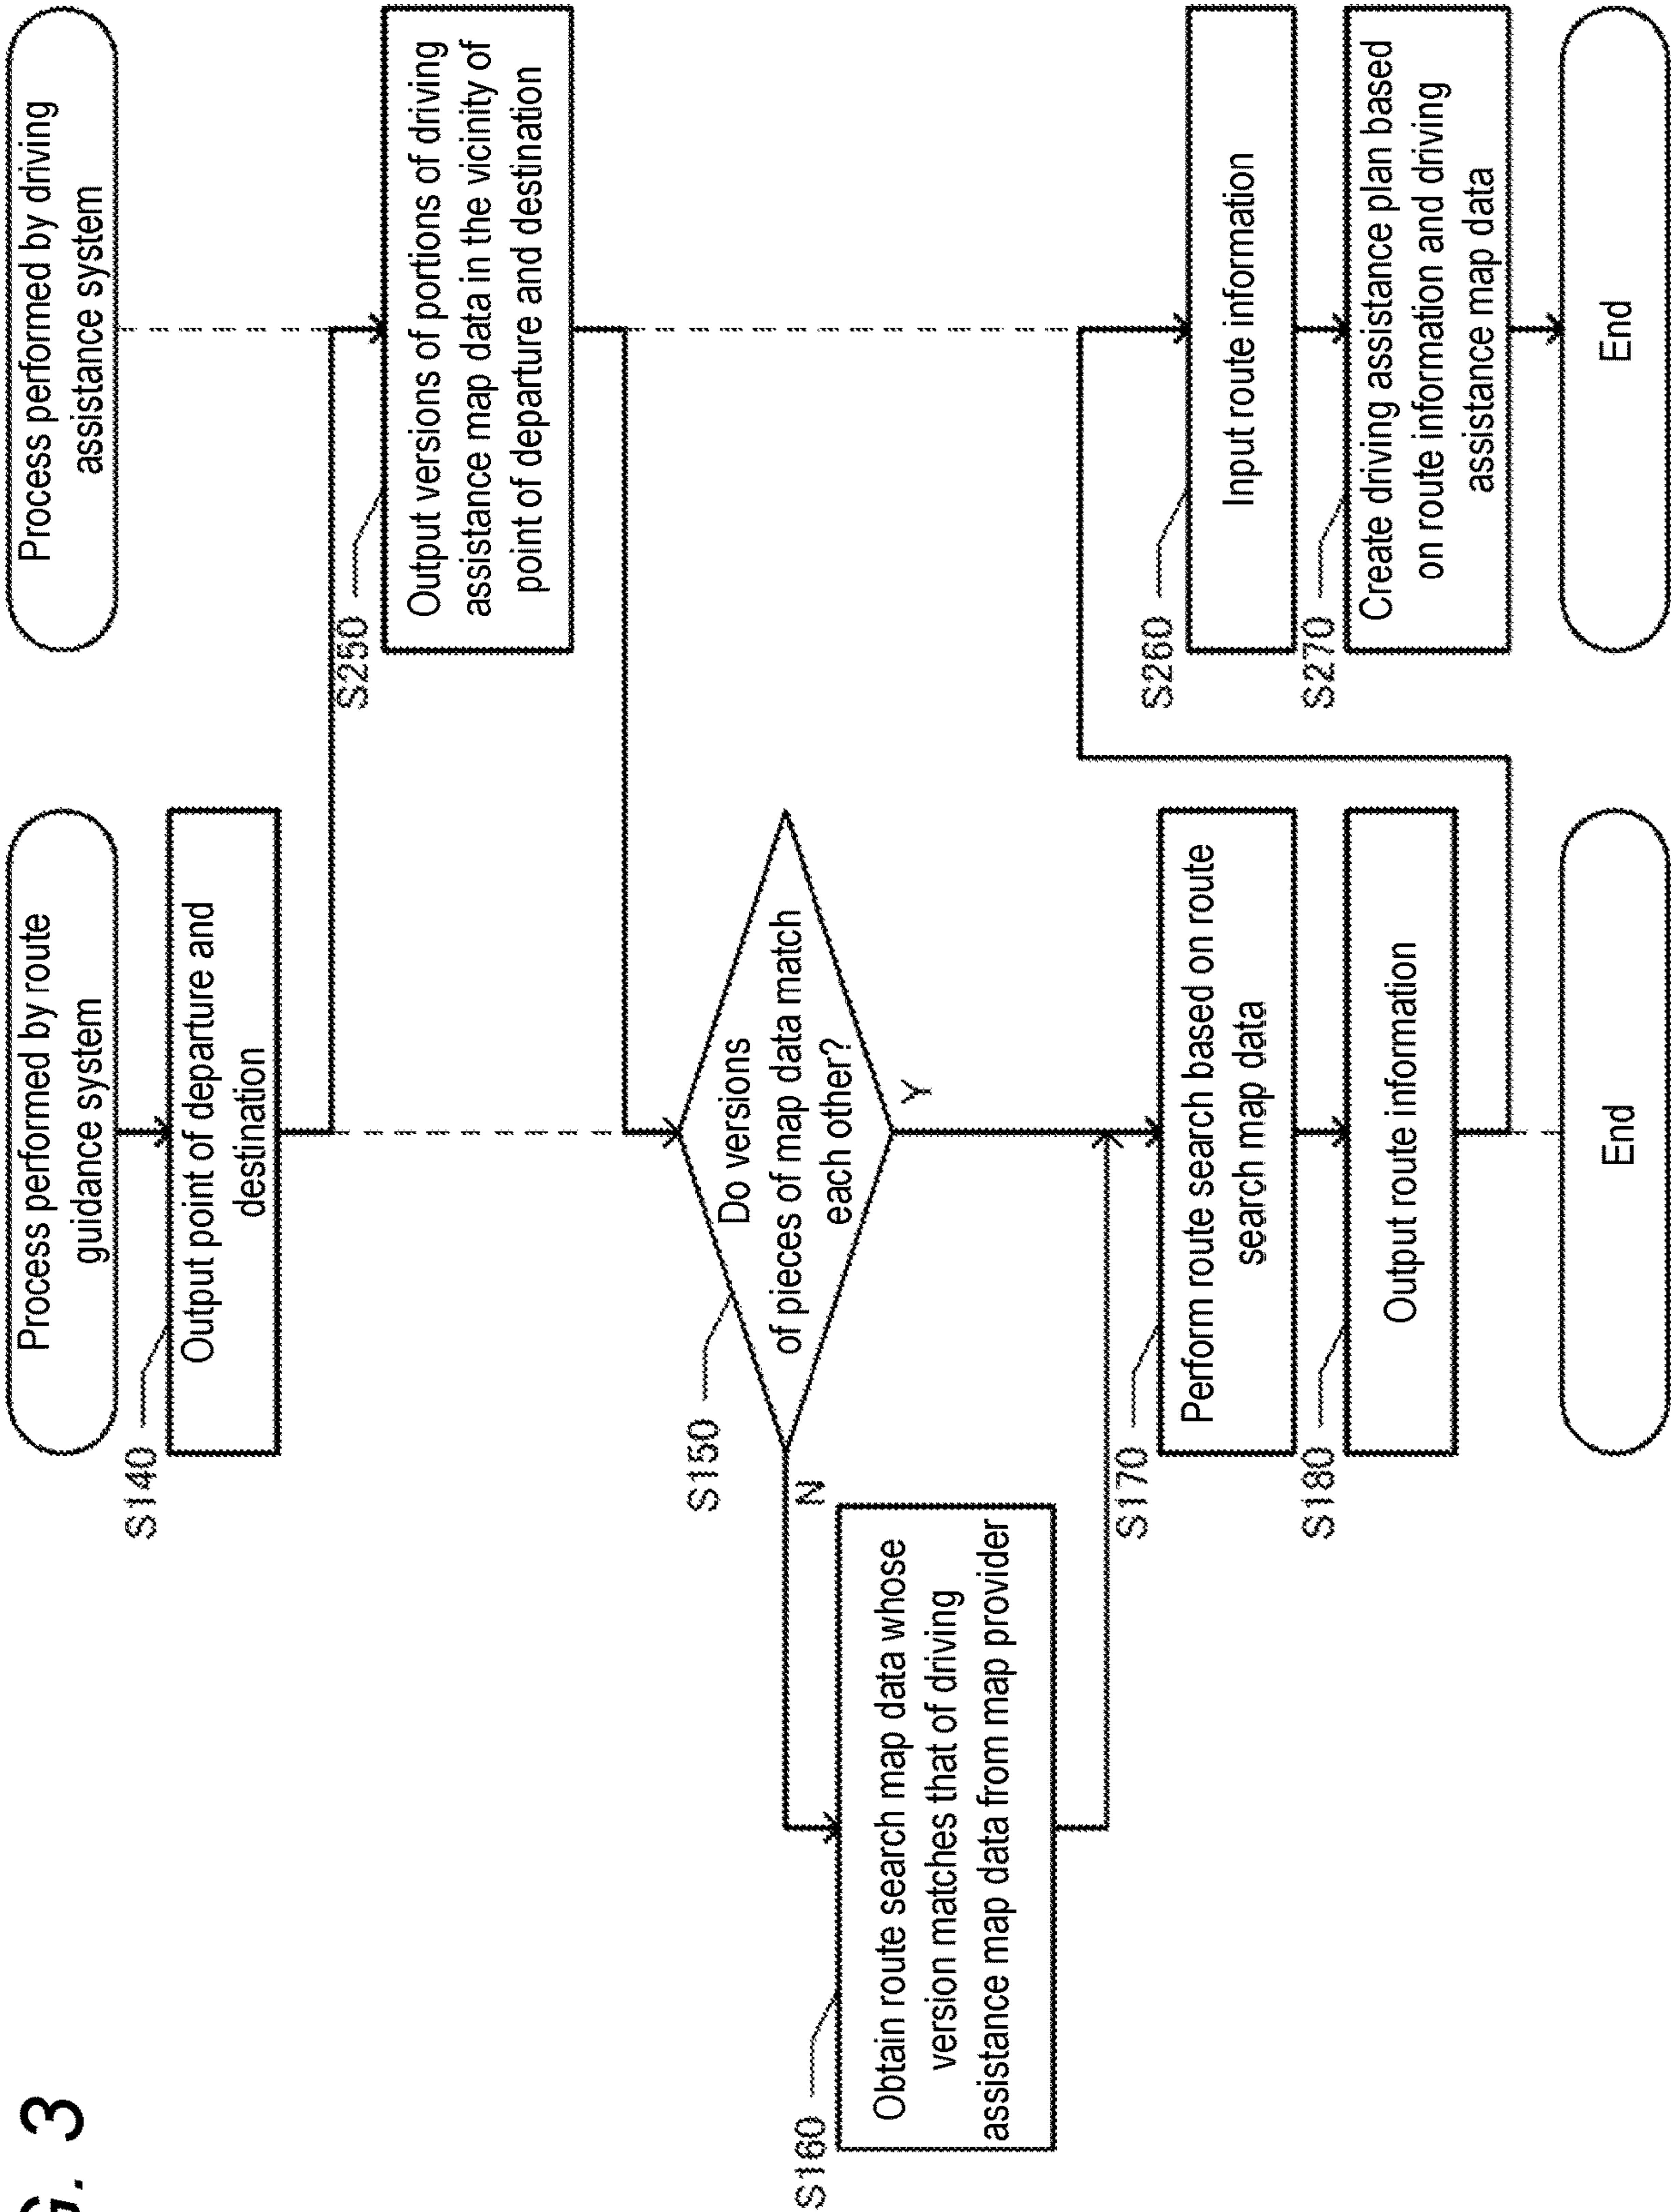 G. 3
Process performed by route
guidance system
S140
Output point of departure and
destination
S150
Do versions
of pieces of map data match
each other?
N
Y
S160
Obtain route search map data whose
version matches that of driving
assistance map data from map provider
S170
Perform route search based on route
search map data
S180
Output route information
End
Process performed by driving
assistance system
S250
Output versions of portions of driving
assistance map data in the vicinity of
point of departure and destination
S260
Input route information
S270
Create driving assistance plan based
on route information and driving
assistance map data
End